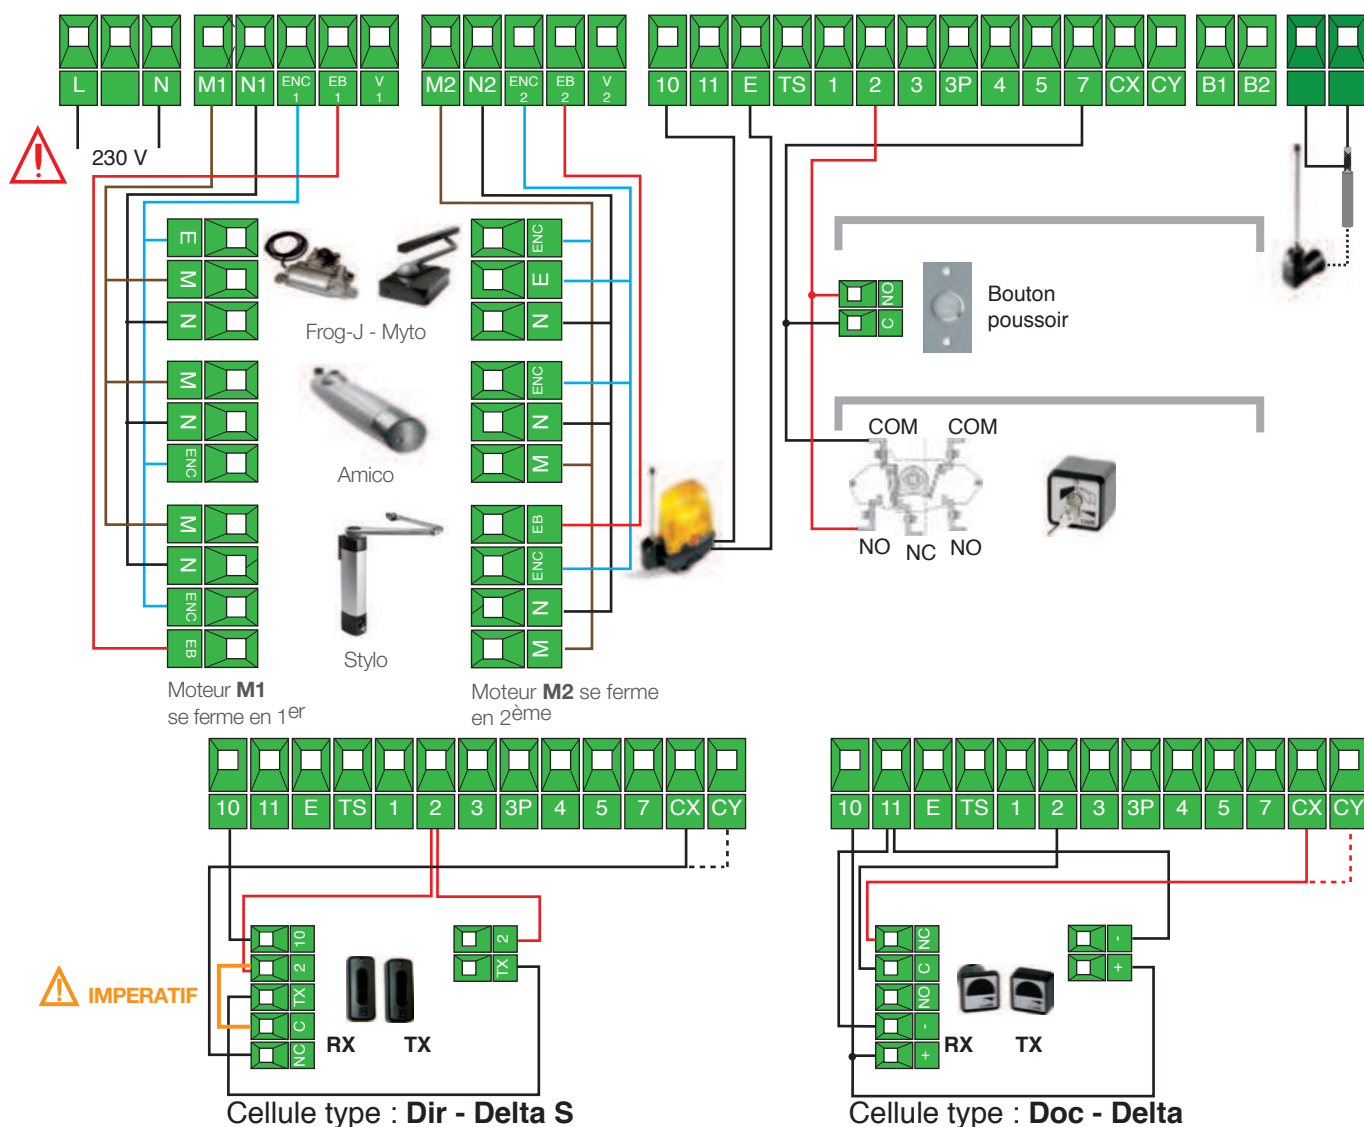 L N M1 N1 ENC 1 EB 1 V 1 M2 N2 ENC 2 EB 2 V 2 10 11 E TS 1 2 3 3P 4 5 7 CX CY B1 B2
230 V
E
M
N
Frog-J - Myto
M
N
ENC
Amico
M
N
ENC
EB
Stylo
Moteur M1
se ferme en 1er
ENC
E
N
ENC
N
M
EB
ENC
N
M
Moteur M2 se ferme
en 2ème
NO
C
Bouton
poussoir
COM COM
NO NC NO
10 11 E TS 1 2 3 3P 4 5 7 CX CY
10
2
TX
C
NC
2
TX
IMPERATIF
RX TX
Cellule type : Dir - Delta S
10 11 E TS 1 2 3 3P 4 5 7 CX CY
NC
C
NO
-
+
-
+
RX TX
Cellule type : Doc - Delta